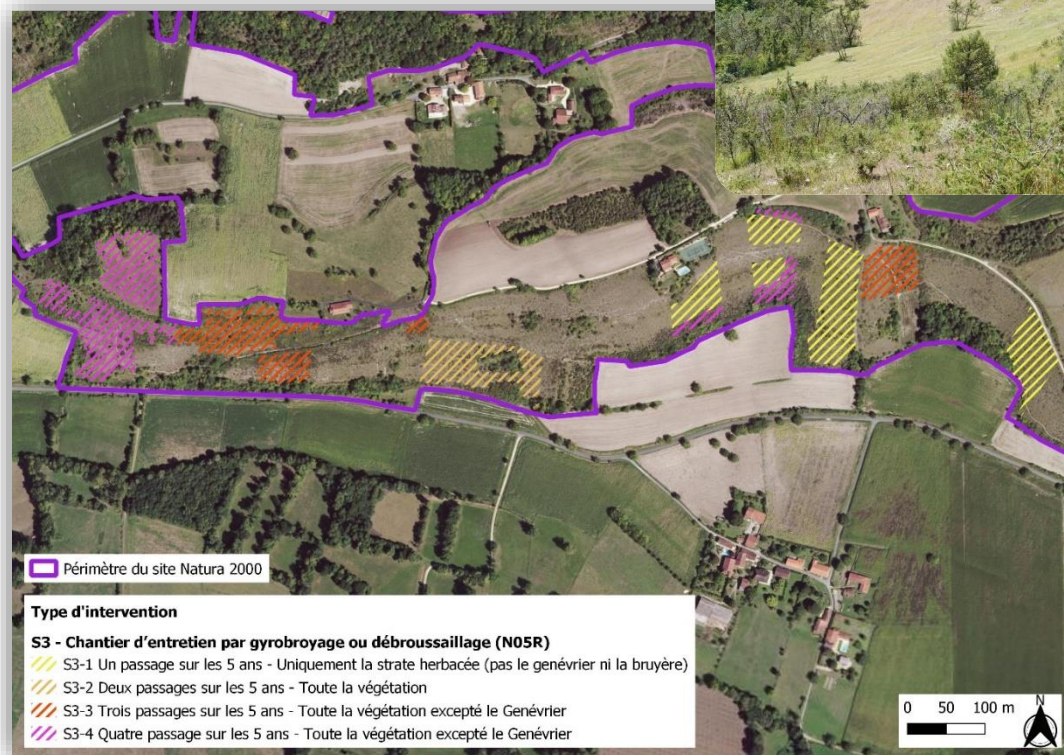 Périmètre du site Natura 2000
Type d'intervention
S3 - Chantier d'entretien par gyrobroyage ou débroussaillage (N05R)
S3-1 Un passage sur les 5 ans - Uniquement la strate herbacée (pas le genévrier ni la bruyère)
S3-2 Deux passages sur les 5 ans - Toute la végétation
S3-3 Trois passages sur les 5 ans - Toute la végétation excepté le Genévrier
S3-4 Quatre passage sur les 5 ans - Toute la végétation excepté le Genévrier
0 50 100 m
N